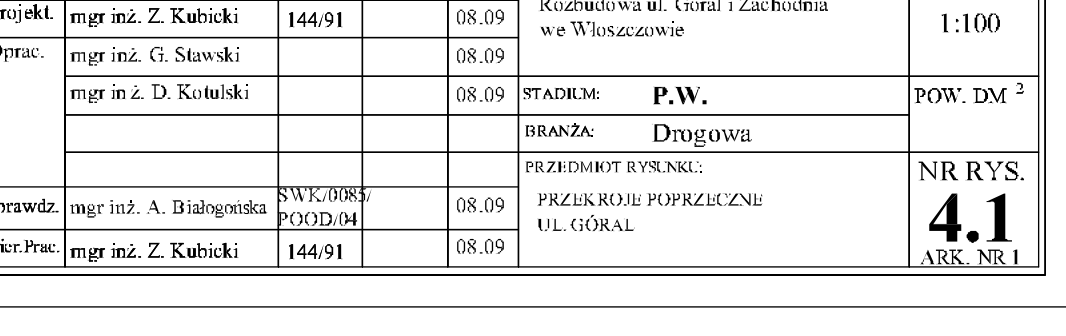 rojekt. mgr inż. Z. Kubicki 144/91 08.09
Rozbudowa ul. Góral i Zachodnia
we Włoszczowie
1:100
Oprac. mgr inż. G. Stawski 08.09
mgr inż. D. Kotulski 08.09
STADIUM: P.W.
POW. DM 2
BRANŻA: Drogowa
PRZEDMIOT RYSUNKU:
PRZEKROJE POPRZECZNE
UL. GÓRAL
NR RYS.
4.1
ARK. NR 1
prawdz. mgr inż. A. Białogońska SWK/0085/
POOD/04 08.09
ier.Prac. mgr inż. Z. Kubicki 144/91 08.09